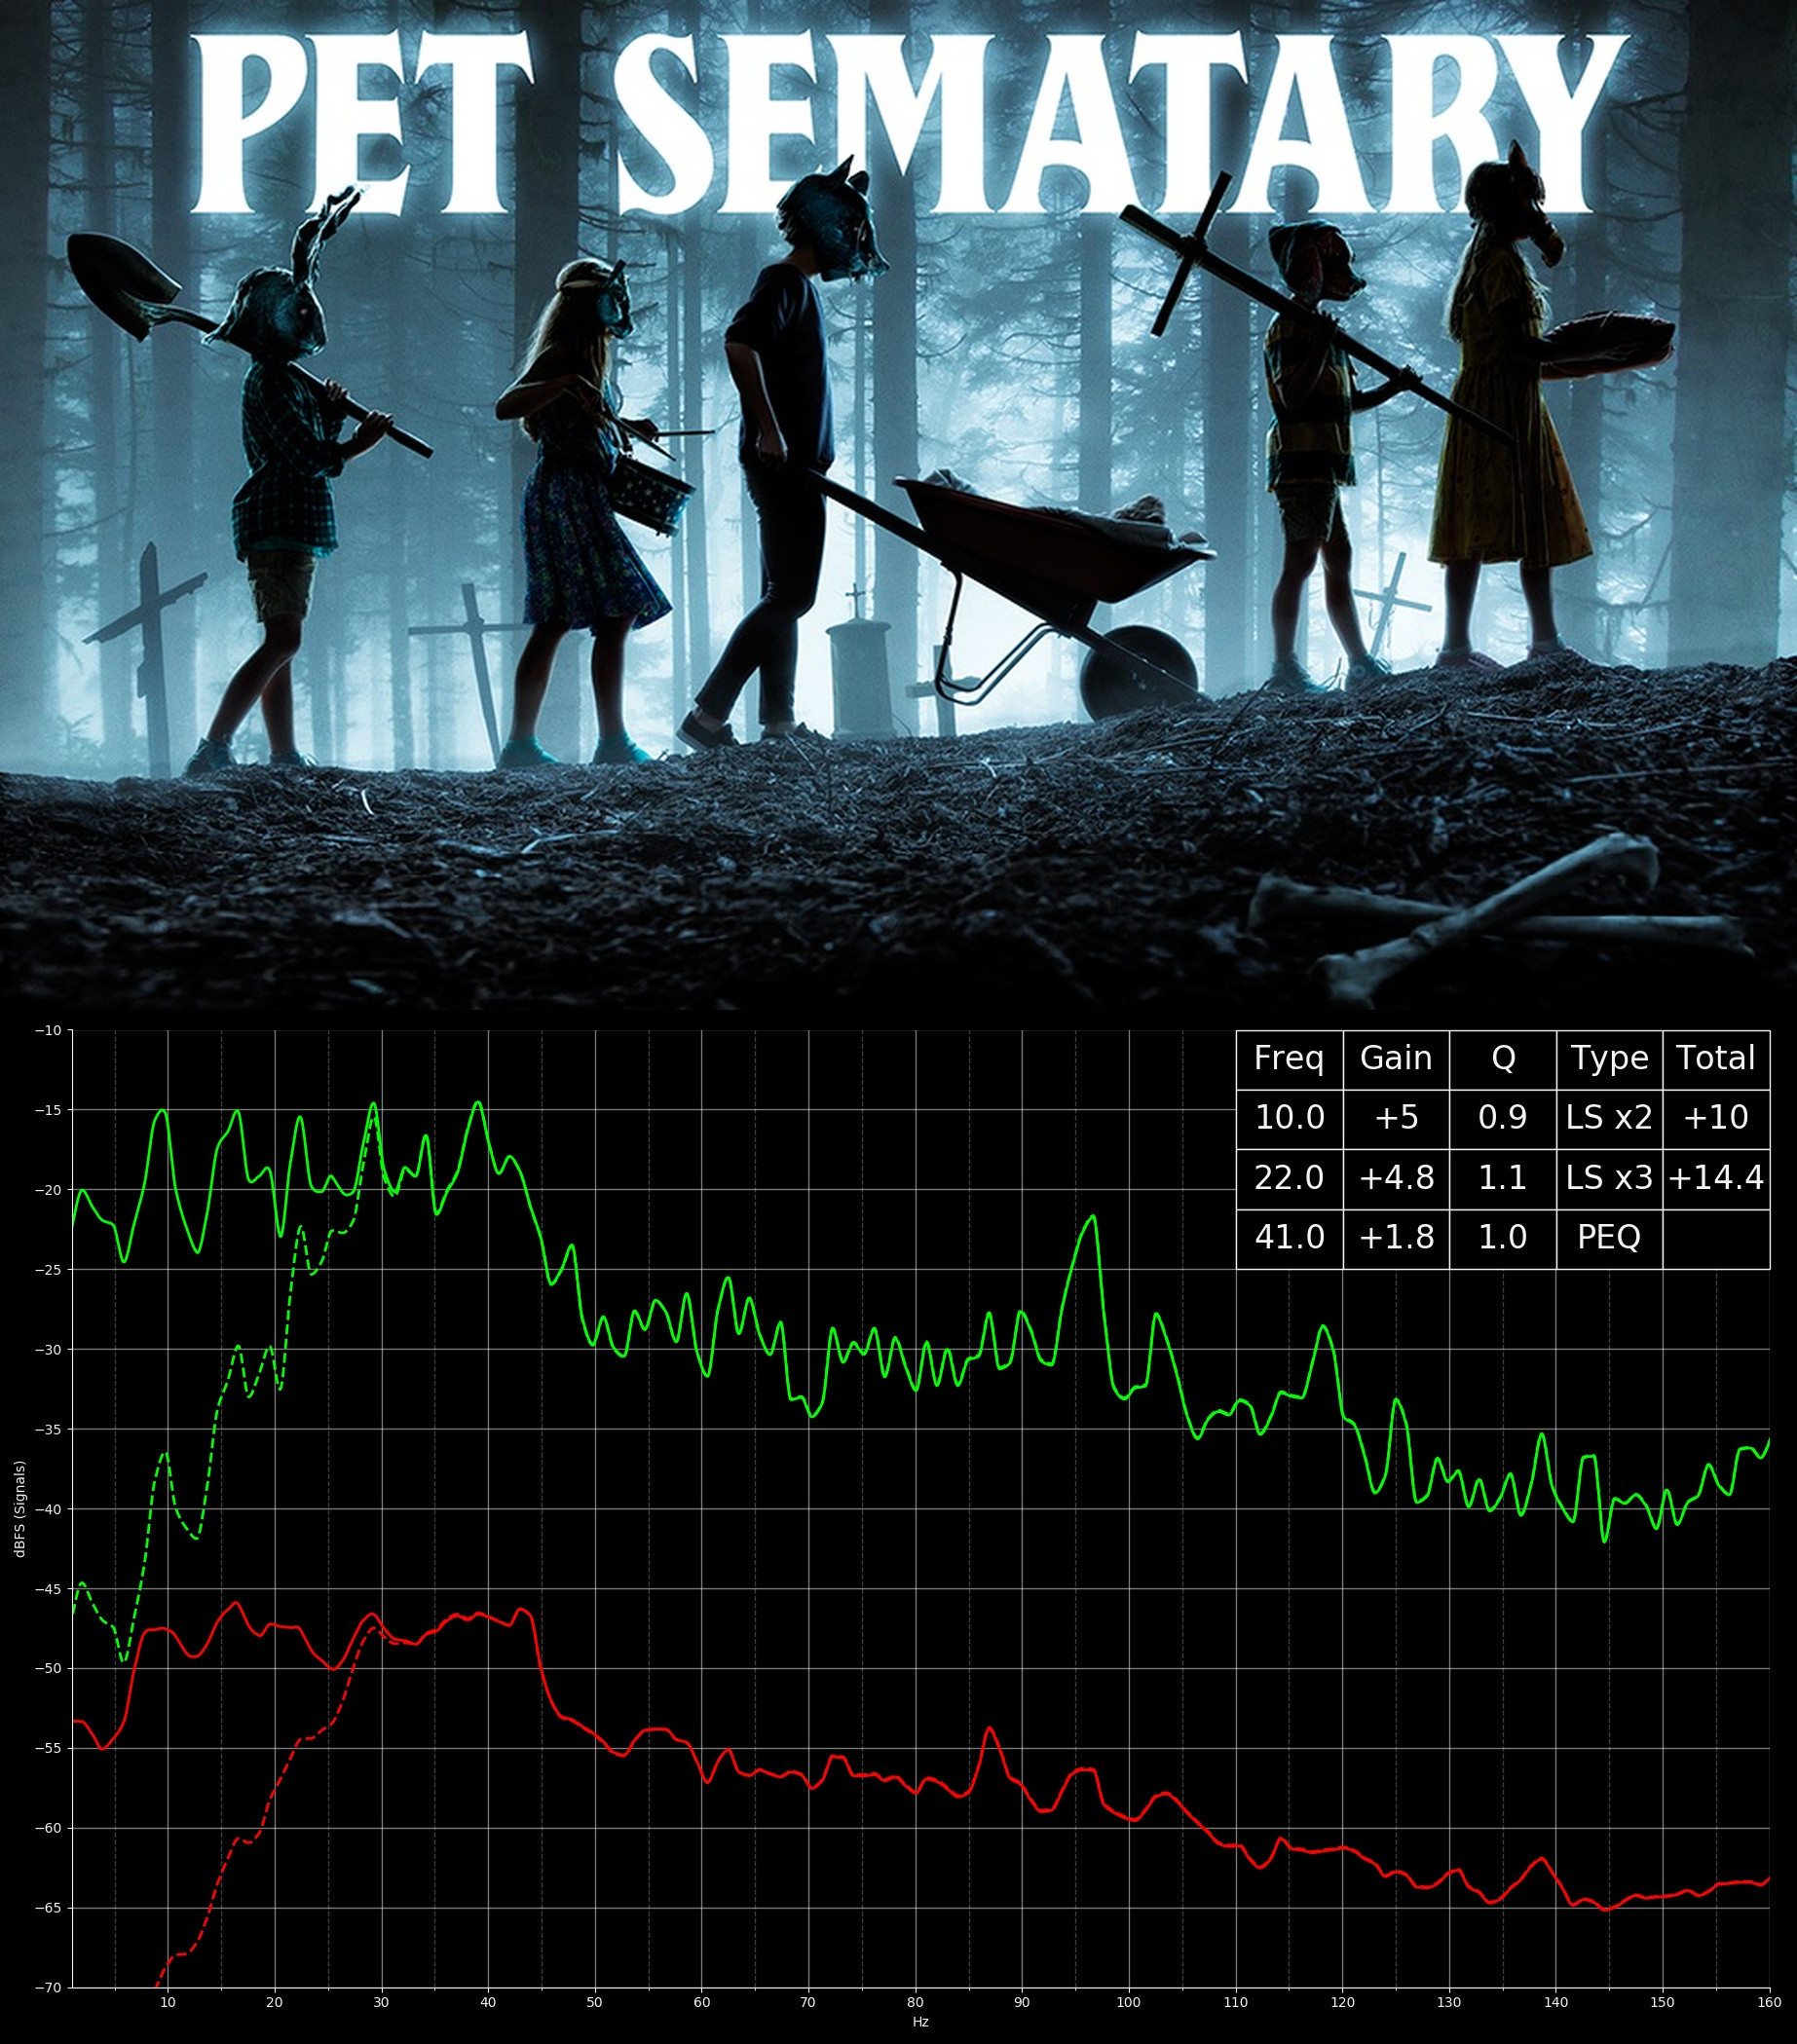 PET SEMATARY
Freq Gain Q Type Total
10.0 +5 0.9 LS x2 +10
22.0 +4.8 1.1 LS x3 +14.4
41.0 +1.8 1.0 PEQ
dBFS (Signals)
−10
−15
−20
−25
−30
−35
−40
−45
−50
−55
−60
−65
−70
10 20 30 40 50 60 70 80 90 100 110 120 130 140 150 160
Hz